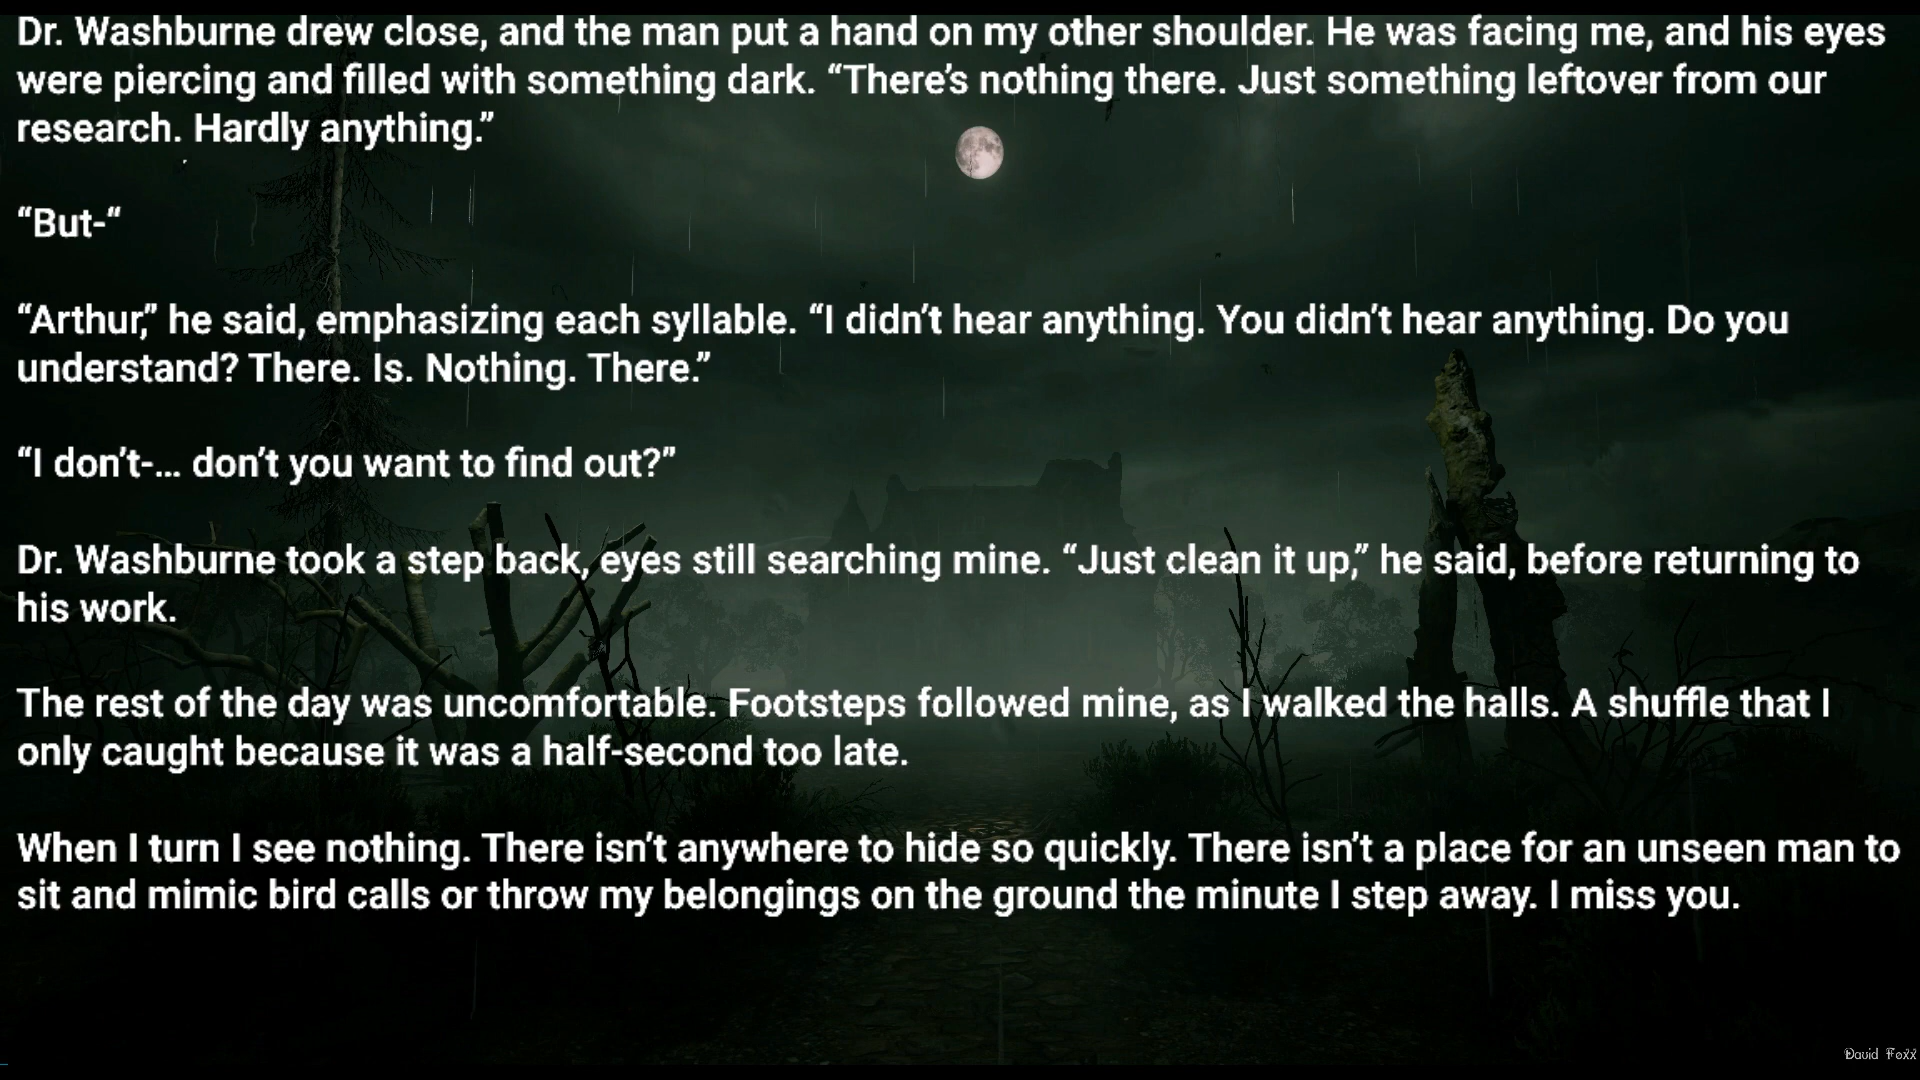 Dr. Washburne drew close, and the man put a hand on my other shoulder. He was facing me, and his eyes
were piercing and filled with something dark. “There’s nothing there. Just something leftover from our
research. Hardly anything.”
“But-“
“Arthur,” he said, emphasizing each syllable. “I didn’t hear anything. You didn’t hear anything. Do you
understand? There. Is. Nothing. There.”
“I don’t-... don’t you want to find out?”
Dr. Washburne took a step back, eyes still searching mine. “Just clean it up,” he said, before returning to
his work.
The rest of the day was uncomfortable. Footsteps followed mine, as I walked the halls. A shuffle that I
only caught because it was a half-second too late.
When I turn I see nothing. There isn’t anywhere to hide so quickly. There isn’t a place for an unseen man to
sit and mimic bird calls or throw my belongings on the ground the minute I step away. I miss you.
David Foxx